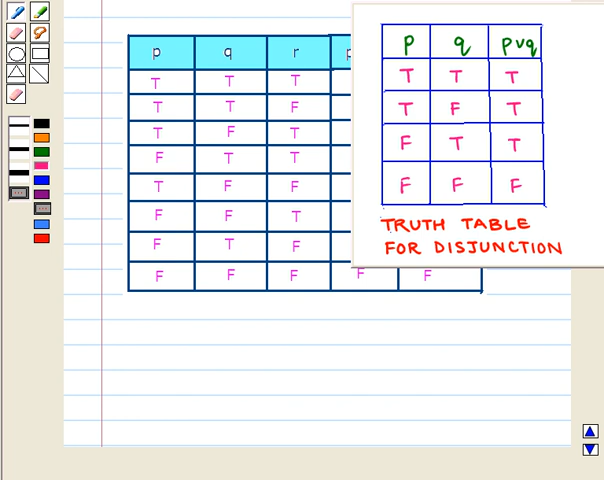 p q r p
T T T
T T F
T F T
F T T
T F F
F F T
F T F
F F F F F
p q p∨q
T T T
T F T
F T T
F F F
TRUTH TABLE
FOR DISJUNCTION